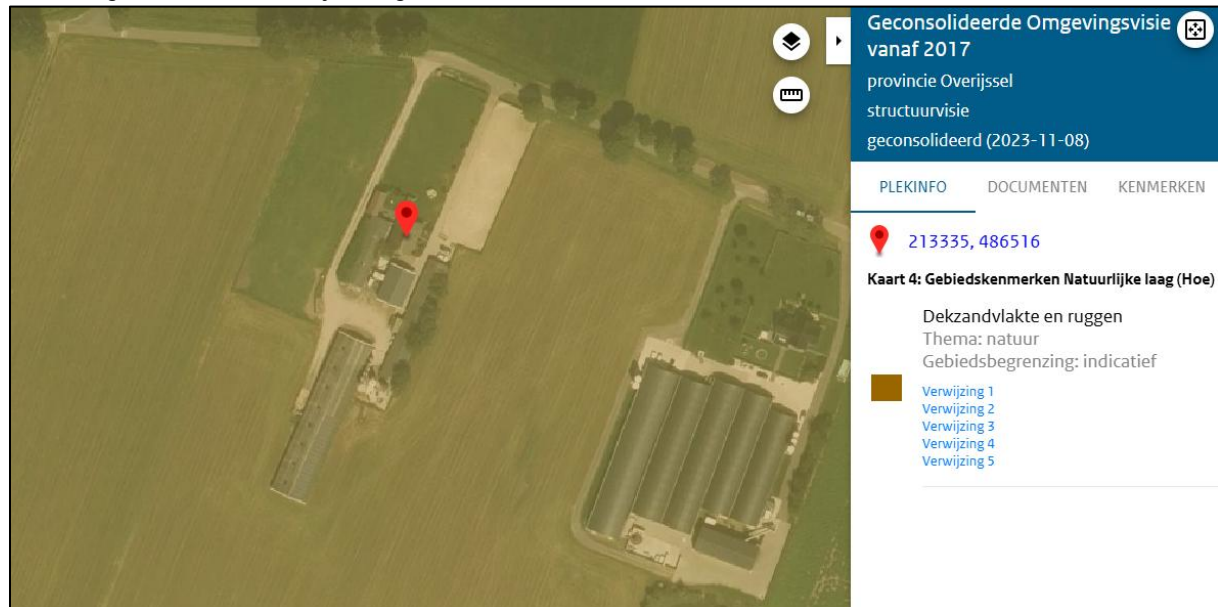 Geconsolideerde Omgevingsvisie
vanaf 2017
provincie Overijssel
structuurvisie
geconsolideerd (2023-11-08)
PLEKINFO DOCUMENTEN KENMERKEN
213335, 486516
Kaart 4: Gebiedskenmerken Natuurlijke laag (Hoe)
Dekzandvlakte en ruggen
Thema: natuur
Gebiedsbegrenzing: indicatief
Verwijzing 1
Verwijzing 2
Verwijzing 3
Verwijzing 4
Verwijzing 5